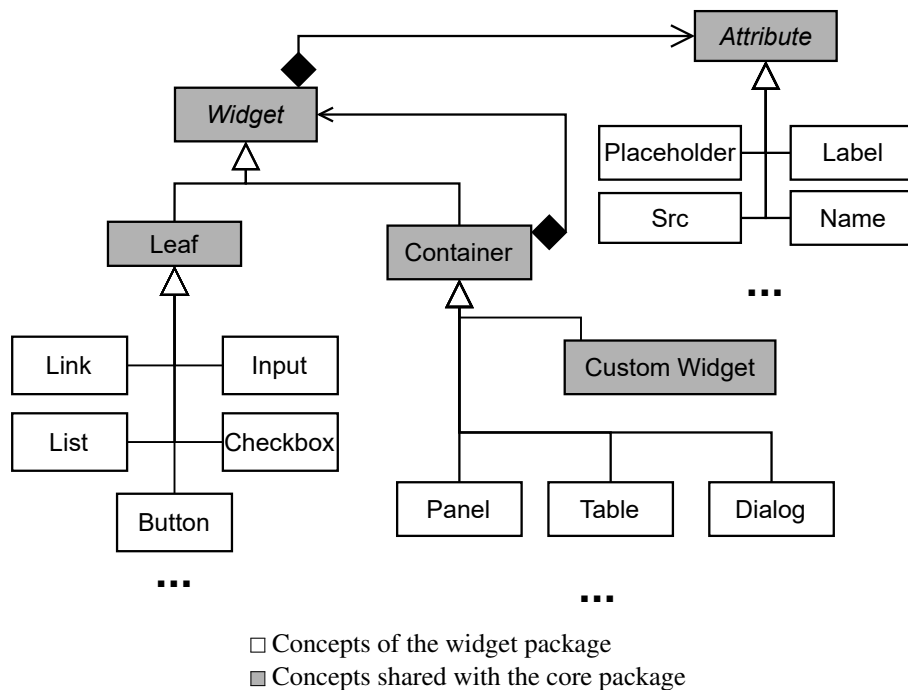 Attribute
Widget
Placeholder
Label
Src
Name
Leaf
Container
...
Link
Input
Custom Widget
List
Checkbox
Panel
Table
Dialog
Button
...
...
Concepts of the widget package
Concepts shared with the core package